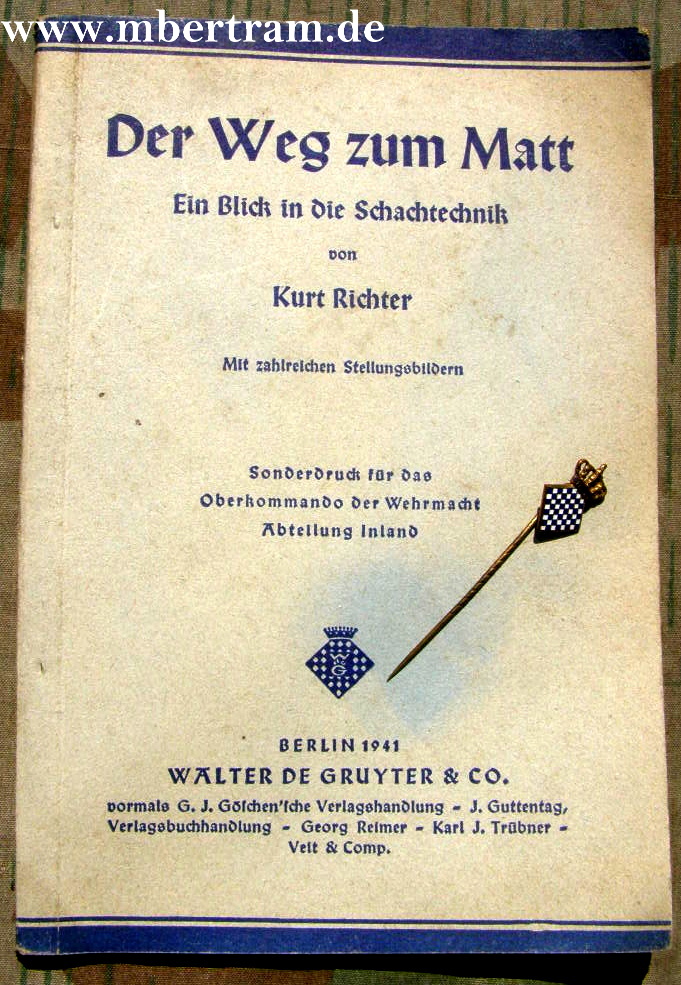 www.mbertram.de
Der Weg zum Matt
Ein Blick in die Schachtechnik
von
Kurt Richter
Mit zahlreichen Stellungsbildern
Sonderdruck für das
Oberkommando der Wehrmacht
Abteilung Inland
W
G
BERLIN 1941
WALTER DE GRUYTER & CO.
vormals G. J. Göſchen'ſche Verlagshandlung - J. Guttentag,
Verlagsbuchhandlung - Georg Reimer - Karl J. Trübner -
Veit & Comp.